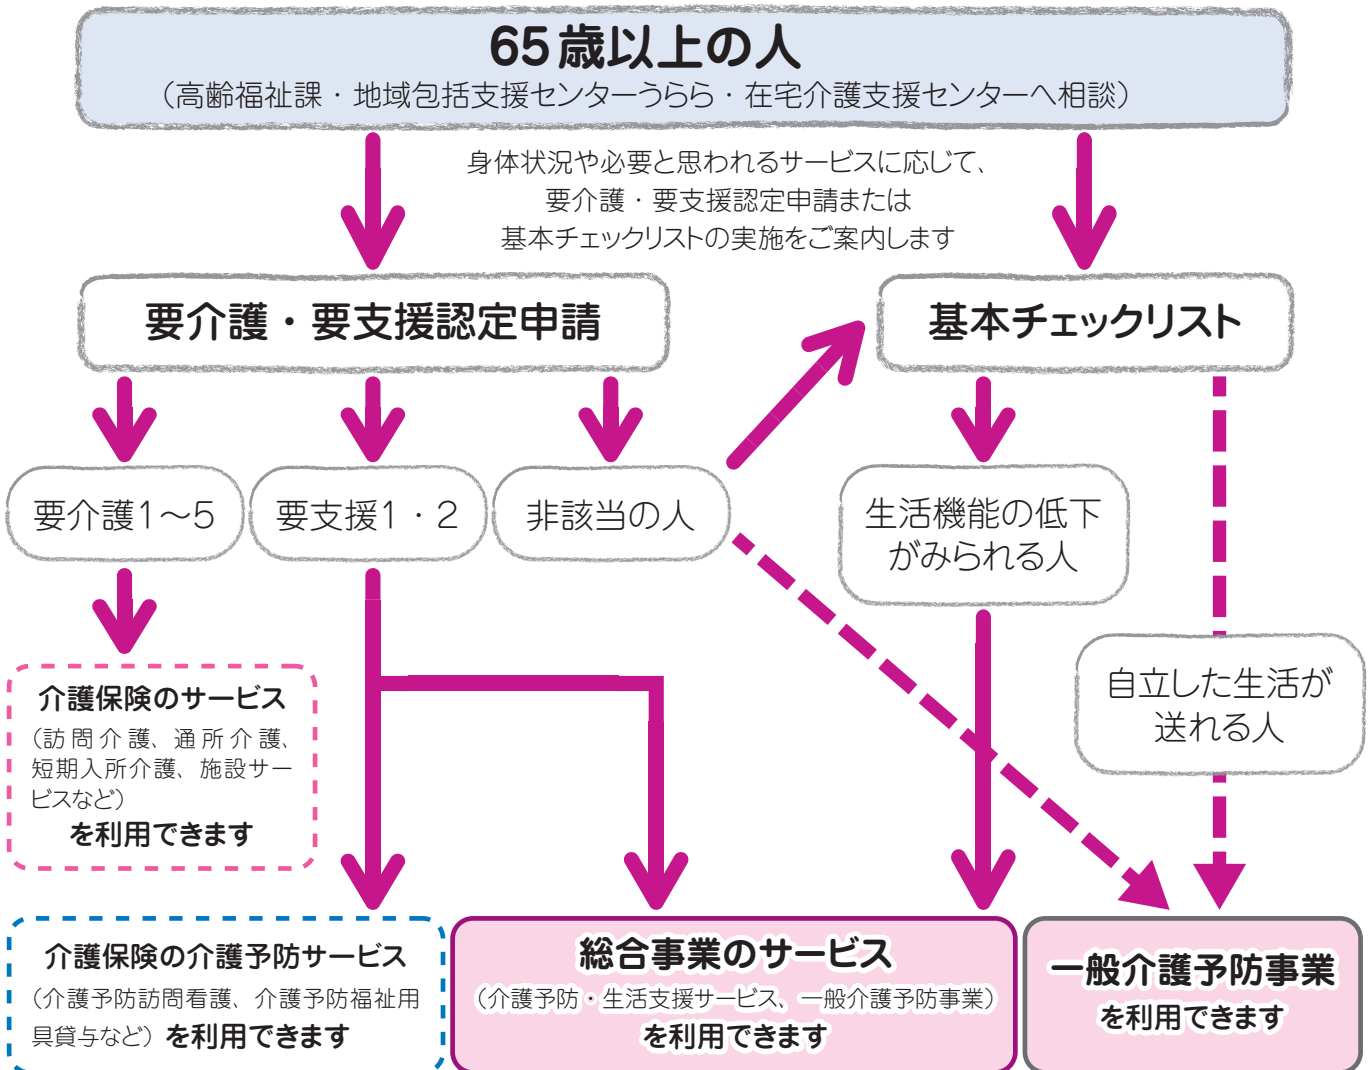 65歳以上の人
（高齢福祉課・地域包括支援センターうらら・在宅介護支援センターへ相談）
身体状況や必要と思われるサービスに応じて、
要介護・要支援認定申請または
基本チェックリストの実施をご案内します
要介護・要支援認定申請
基本チェックリスト
要介護1～5
要支援1・2
非該当の人
生活機能の低下
がみられる人
自立した生活が
送れる人
介護保険のサービス
（訪問介護、通所介護、
短期入所介護、施設サー
ビスなど）
を利用できます
介護保険の介護予防サービス
（介護予防訪問看護、介護予防福祉用
具貸与など）を利用できます
総合事業のサービス
（介護予防・生活支援サービス、一般介護予防事業）
を利用できます
一般介護予防事業
を利用できます